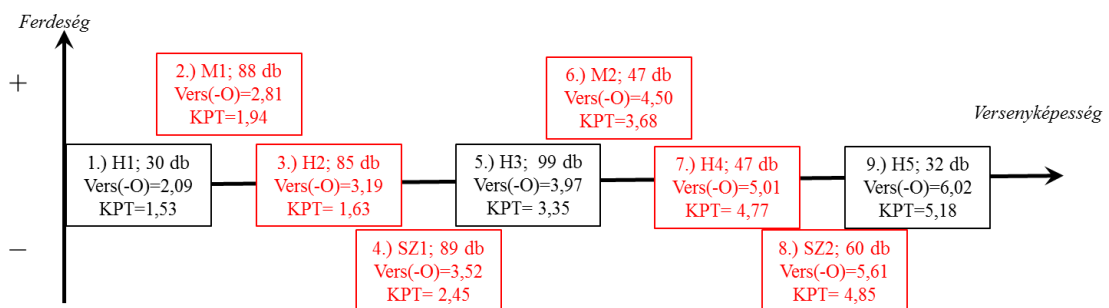 Ferdeség
+
2.) M1; 88 db
Vers(-O)=2,81
KPT=1,94
6.) M2; 47 db
Vers(-O)=4,50
KPT=3,68
Versenyképesség
1.) H1; 30 db
Vers(-O)=2,09
KPT=1,53
3.) H2; 85 db
Vers(-O)=3,19
KPT= 1,63
5.) H3;  99 db
Vers(-O)=3,97
KPT= 3,35
7.) H4; 47 db
Vers(-O)=5,01
KPT= 4,77
9.) H5; 32 db
Vers(-O)=6,02
KPT=5,18
–
4.) SZ1; 89 db
Vers(-O)=3,52
KPT= 2,45
8.) SZ2; 60 db
Vers(-O)=5,61
KPT= 4,85